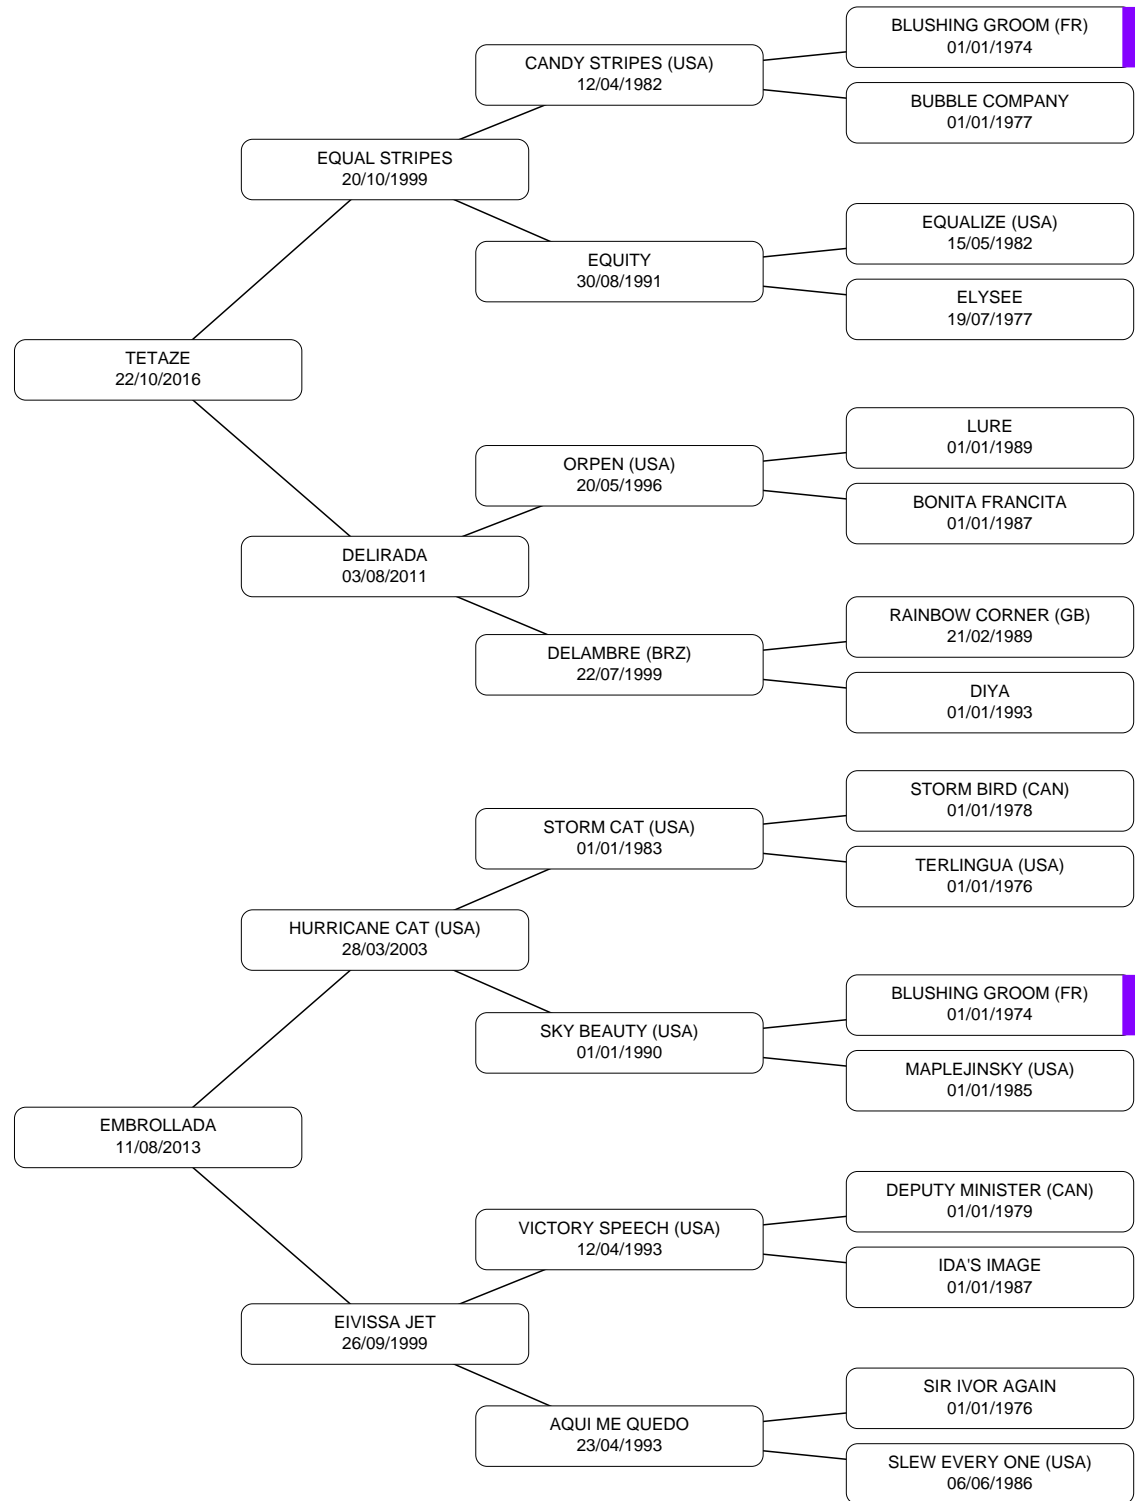 BLUSHING GROOM (FR)
01/01/1974
CANDY STRIPES (USA)
12/04/1982
BUBBLE COMPANY
01/01/1977
EQUAL STRIPES
20/10/1999
EQUALIZE (USA)
15/05/1982
EQUITY
30/08/1991
ELYSEE
19/07/1977
TETAZE
22/10/2016
LURE
01/01/1989
ORPEN (USA)
20/05/1996
BONITA FRANCITA
01/01/1987
DELIRADA
03/08/2011
RAINBOW CORNER (GB)
21/02/1989
DELAMBRE (BRZ)
22/07/1999
DIYA
01/01/1993
STORM BIRD (CAN)
01/01/1978
STORM CAT (USA)
01/01/1983
TERLINGUA (USA)
01/01/1976
HURRICANE CAT (USA)
28/03/2003
BLUSHING GROOM (FR)
01/01/1974
SKY BEAUTY (USA)
01/01/1990
MAPLEJINSKY (USA)
01/01/1985
EMBROLLADA
11/08/2013
DEPUTY MINISTER (CAN)
01/01/1979
VICTORY SPEECH (USA)
12/04/1993
IDA'S IMAGE
01/01/1987
EIVISSA JET
26/09/1999
SIR IVOR AGAIN
01/01/1976
AQUI ME QUEDO
23/04/1993
SLEW EVERY ONE (USA)
06/06/1986